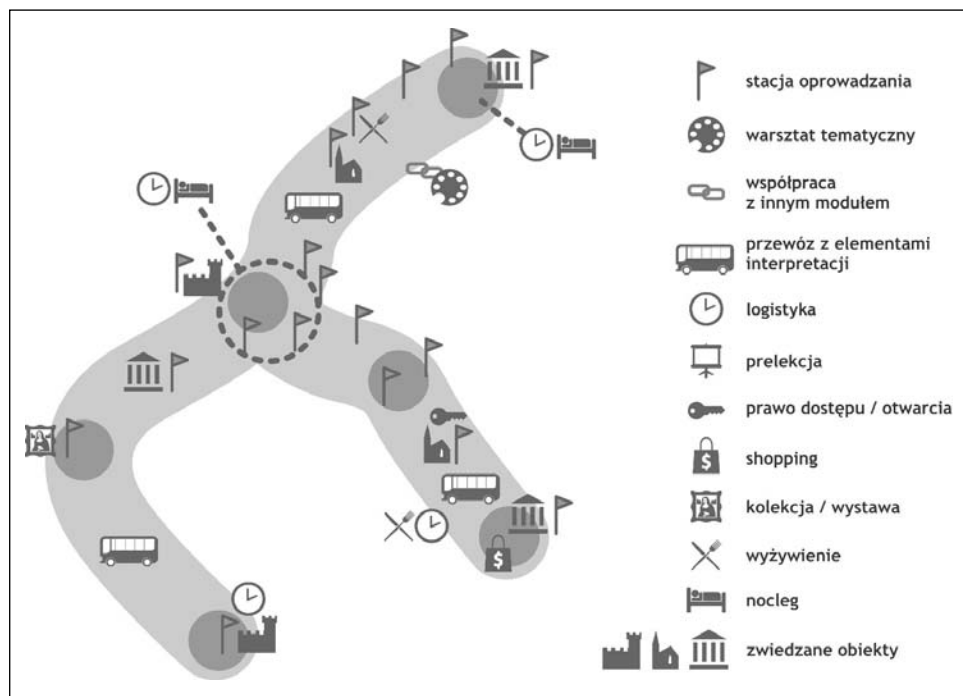 stacja oprowadzania
warsztat tematyczny
współpraca
z innym modułem
przewóz z elementami
interpretacji
logistyka
prelekcja
prawo dostępu / otwarcia
shopping
kolekcja / wystawa
wyżywienie
nocleg
zwiedzane obiekty